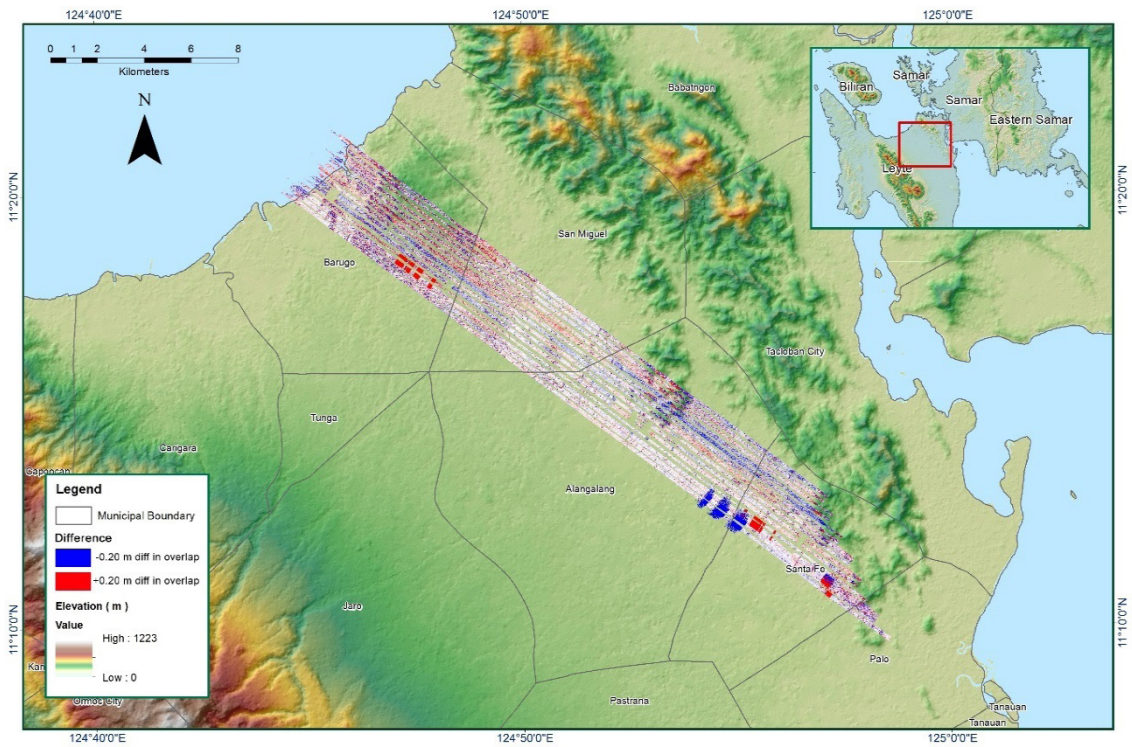 124°40'0"E
124°50'0"E
125°0'0"E
0 1 2 4 6 8
Kilometers
N
11°20'0"N
11°20'0"N
11°10'0"N
11°10'0"N
Babatngon
San Miguel
Barugo
Tacloban City
Tunga
Carigara
Capoocan
Alangalang
Santa Fe
Jaro
Palo
Pastrana
Ormoc City
Tanauan
Tanauan
Samar
Biliran
Samar
Eastern Samar
Leyte
Legend
Municipal Boundary
Difference
-0.20 m diff in overlap
+0.20 m diff in overlap
Elevation ( m )
Value
High : 1223
Low : 0
124°40'0"E
124°50'0"E
125°0'0"E